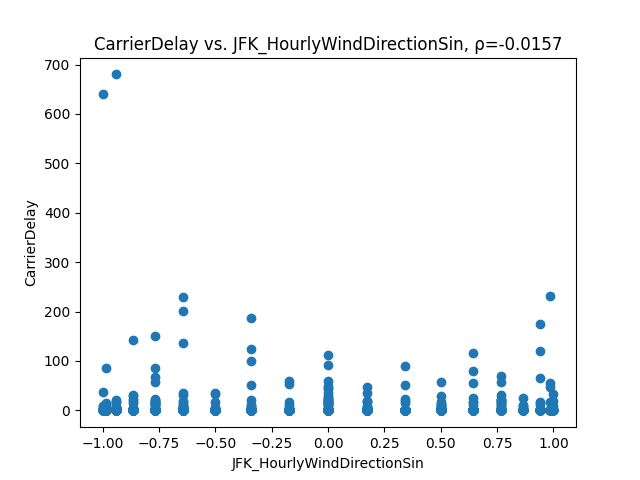 CarrierDelay vs. JFK_HourlyWindDirectionSin, ρ=-0.0157
700
600
500
400
300
200
100
0
CarrierDelay
−1.00 −0.75 −0.50 −0.25 0.00 0.25 0.50 0.75 1.00
JFK_HourlyWindDirectionSin